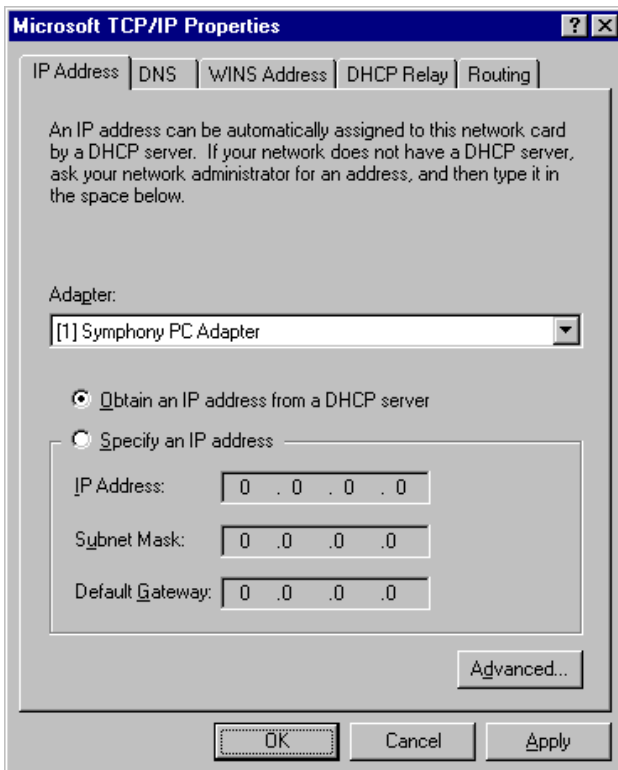 Microsoft TCP/IP Properties
IP Address DNS WINS Address DHCP Relay Routing
An IP address can be automatically assigned to this network card
by a DHCP server. If your network does not have a DHCP server,
ask your network administrator for an address, and then type it in
the space below.
Adapter:
[1] Symphony PC Adapter
Obtain an IP address from a DHCP server
Specify an IP address
IP Address: 0 . 0 . 0 . 0
Subnet Mask: 0 .0 .0 .0
Default Gateway: 0 .0 .0 .0
Advanced...
OK Cancel Apply